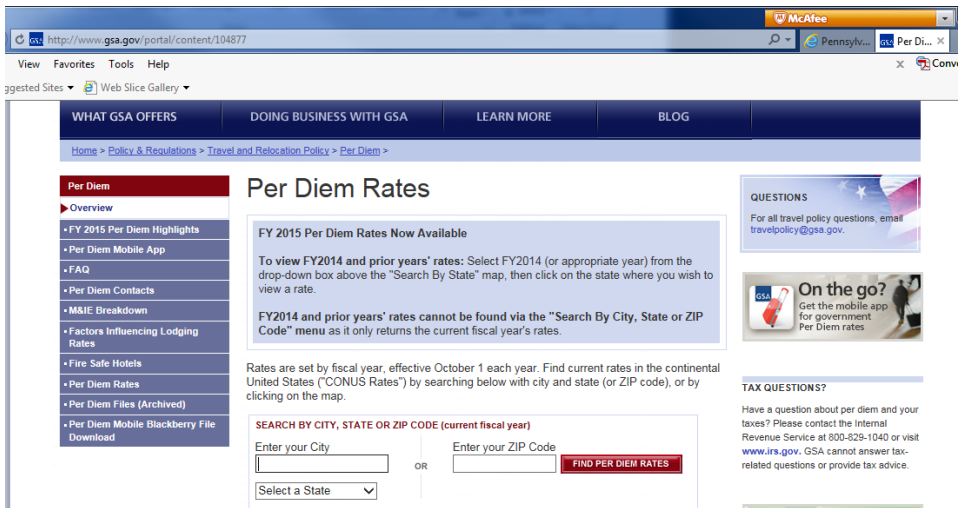 McAfee
GSA http://www.gsa.gov/portal/content/104877
Pennsylv...
GSA Per Di...
View Favorites Tools Help
x Conv
ggested Sites Web Slice Gallery
WHAT GSA OFFERS DOING BUSINESS WITH GSA LEARN MORE BLOG
Home > Policy & Regulations > Travel and Relocation Policy > Per Diem >
Per Diem
Overview
FY 2015 Per Diem Highlights
Per Diem Mobile App
FAQ
Per Diem Contacts
M&IE Breakdown
Factors Influencing Lodging
Rates
Fire Safe Hotels
Per Diem Rates
Per Diem Files (Archived)
Per Diem Mobile Blackberry File
Download
Per Diem Rates
FY 2015 Per Diem Rates Now Available
To view FY2014 and prior years' rates: Select FY2014 (or appropriate year) from the
drop-down box above the "Search By State" map, then click on the state where you wish to
view a rate.
FY2014 and prior years' rates cannot be found via the "Search By City, State or ZIP
Code" menu as it only returns the current fiscal year's rates.
Rates are set by fiscal year, effective October 1 each year. Find current rates in the continental
United States ("CONUS Rates") by searching below with city and state (or ZIP code), or by
clicking on the map.
SEARCH BY CITY, STATE OR ZIP CODE (current fiscal year)
Enter your City
OR
Enter your ZIP Code
FIND PER DIEM RATES
Select a State
QUESTIONS
For all travel policy questions, email
travelpolicy@gsa.gov.
GSA
On the go?
Get the mobile app
for government
Per Diem rates
TAX QUESTIONS?
Have a question about per diem and your
taxes? Please contact the Internal
Revenue Service at 800-829-1040 or visit
www.irs.gov. GSA cannot answer tax-
related questions or provide tax advice.